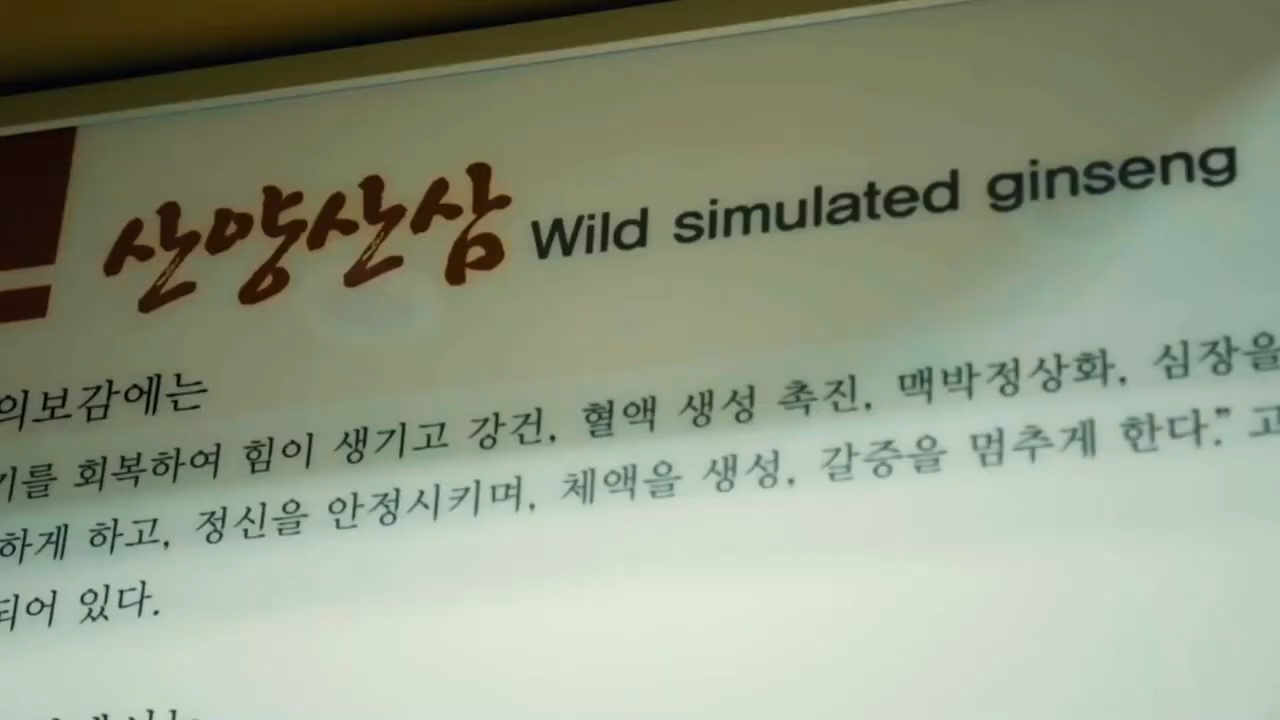 산양산삼 Wild simulated ginseng
의보감에는
기를 회복하여 힘이 생기고 강건, 혈액 생성 촉진, 맥박정상화, 심장을
하게 하고, 정신을 안정시키며, 체액을 생성, 갈증을 멈추게 한다.” 고
되어 있다.